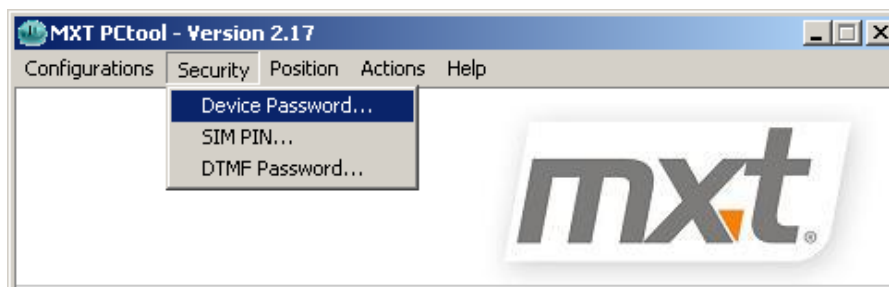 MXT PCtool - Version 2.17
Configurations Security Position Actions Help
Device Password...
SIM PIN...
DTMF Password...
mxt®